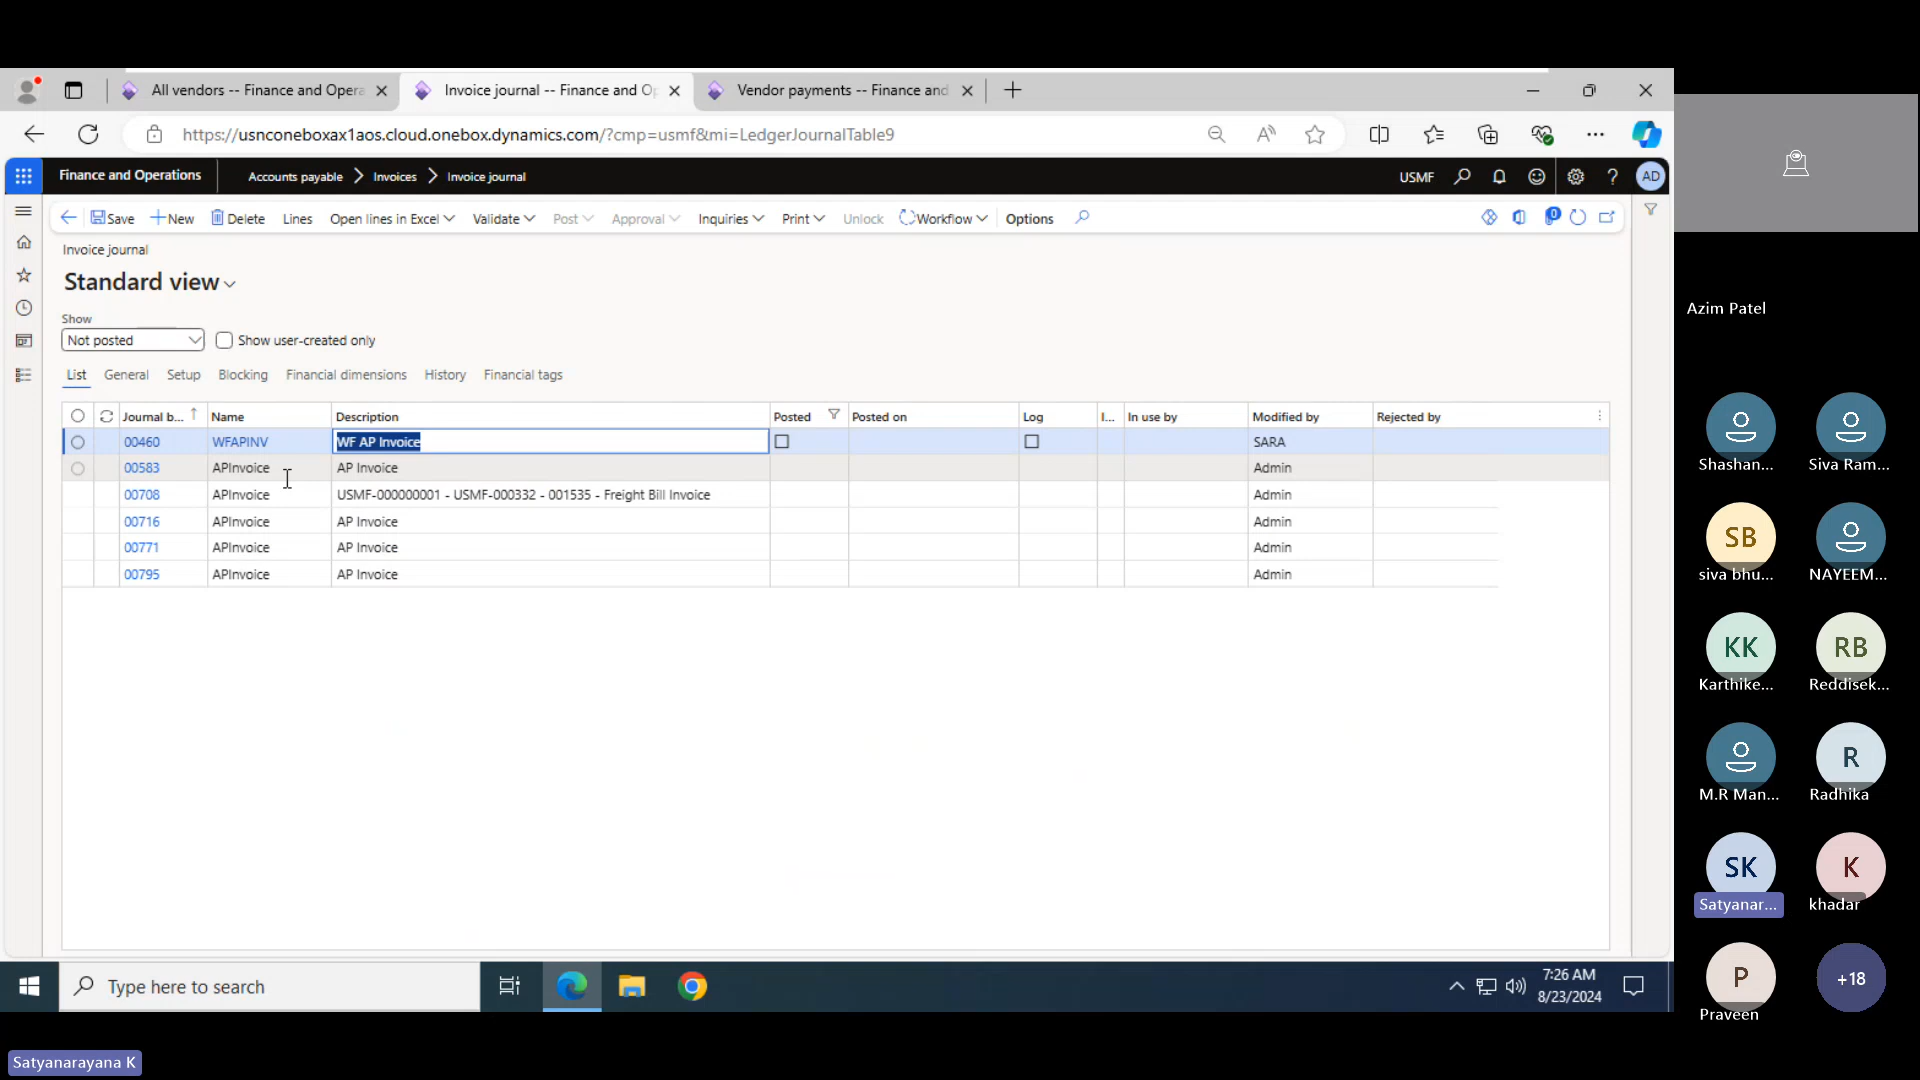 All vendors -- Finance and Opera
Invoice journal -- Finance and Op
Vendor payments -- Finance and
https://usnconeboxax1aos.cloud.onebox.dynamics.com/?cmp=usmf&mi=LedgerJournalTable9
Finance and Operations
Accounts payable
Invoices
Invoice journal
USMF
AD
Save
New
Delete
Lines
Open lines in Excel
Validate
Post
Approval
Inquiries
Print
Unlock
Workflow
Options
0
Invoice journal
Standard view
Show
Not posted
Show user-created only
List
General
Setup
Blocking
Financial dimensions
History
Financial tags
Journal b... Name Description Posted Posted on Log I... In use by Modified by Rejected by
00460 WFAPINV WF AP Invoice SARA
00583 APInvoice AP Invoice Admin
00708 APInvoice USMF-000000001 - USMF-000332 - 001535 - Freight Bill Invoice Admin
00716 APInvoice AP Invoice Admin
00771 APInvoice AP Invoice Admin
00795 APInvoice AP Invoice Admin
Type here to search
7:26 AM
8/23/2024
Azim Patel
Shashan...
Siva Ram...
SB
siva bhu...
NAYEEM...
KK
Karthike...
RB
Reddisek...
M.R Man...
R
Radhika
SK
Satyanar...
K
khadar
P
Praveen
+18
Satyanarayana K